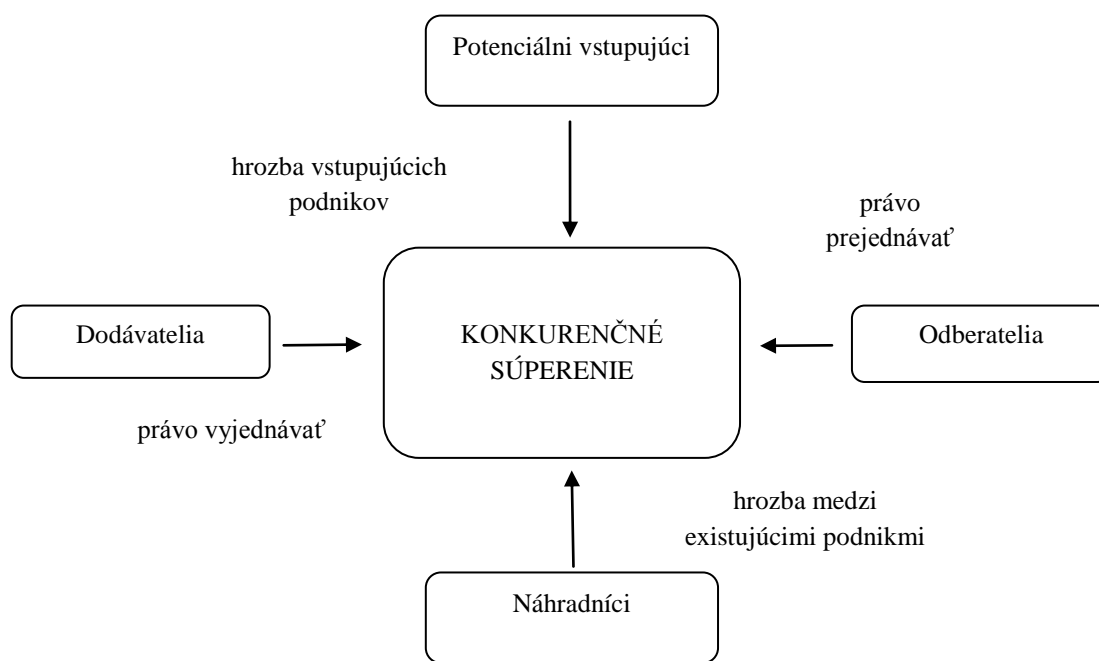 Potenciálni vstupujúci
hrozba vstupujúcich
podnikov
právo
prejednávať
Dodávatelia
KONKURENČNÉ
SÚPERENIE
Odberatelia
právo vyjednávať
hrozba medzi
existujúcimi podnikmi
Náhradníci